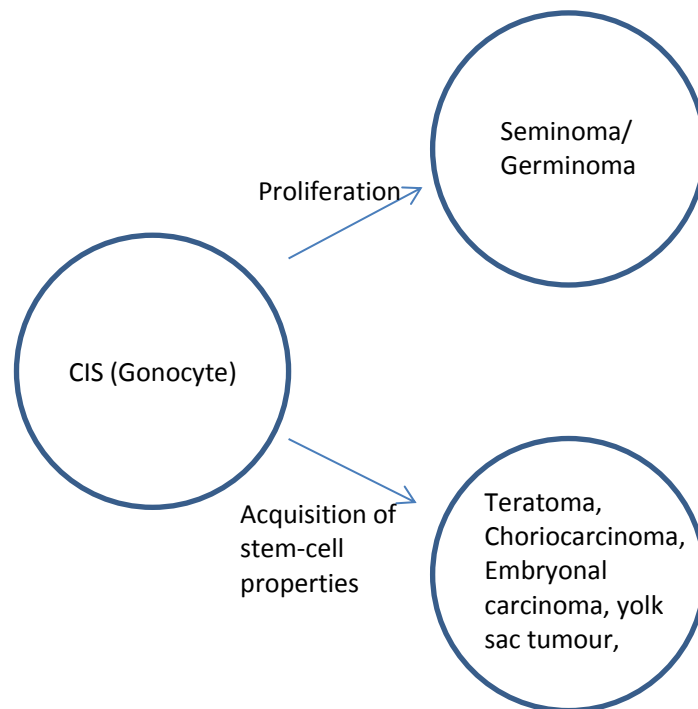 Seminoma/
Germinoma
Proliferation
CIS (Gonocyte)
Acquisition of
stem-cell
properties
Teratoma,
Choriocarcinoma,
Embryonal
carcinoma, yolk
sac tumour,